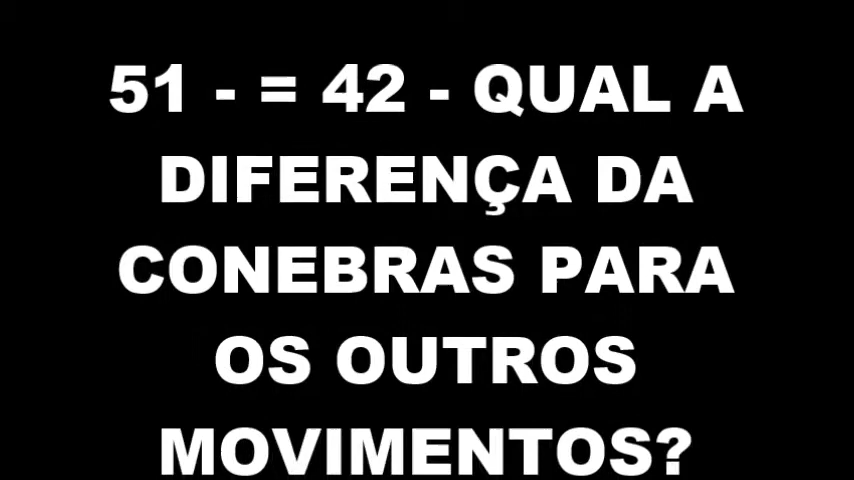 51 - = 42 - QUAL A
DIFERENÇA DA
CONEBRAS PARA
OS OUTROS
MOVIMENTOS?